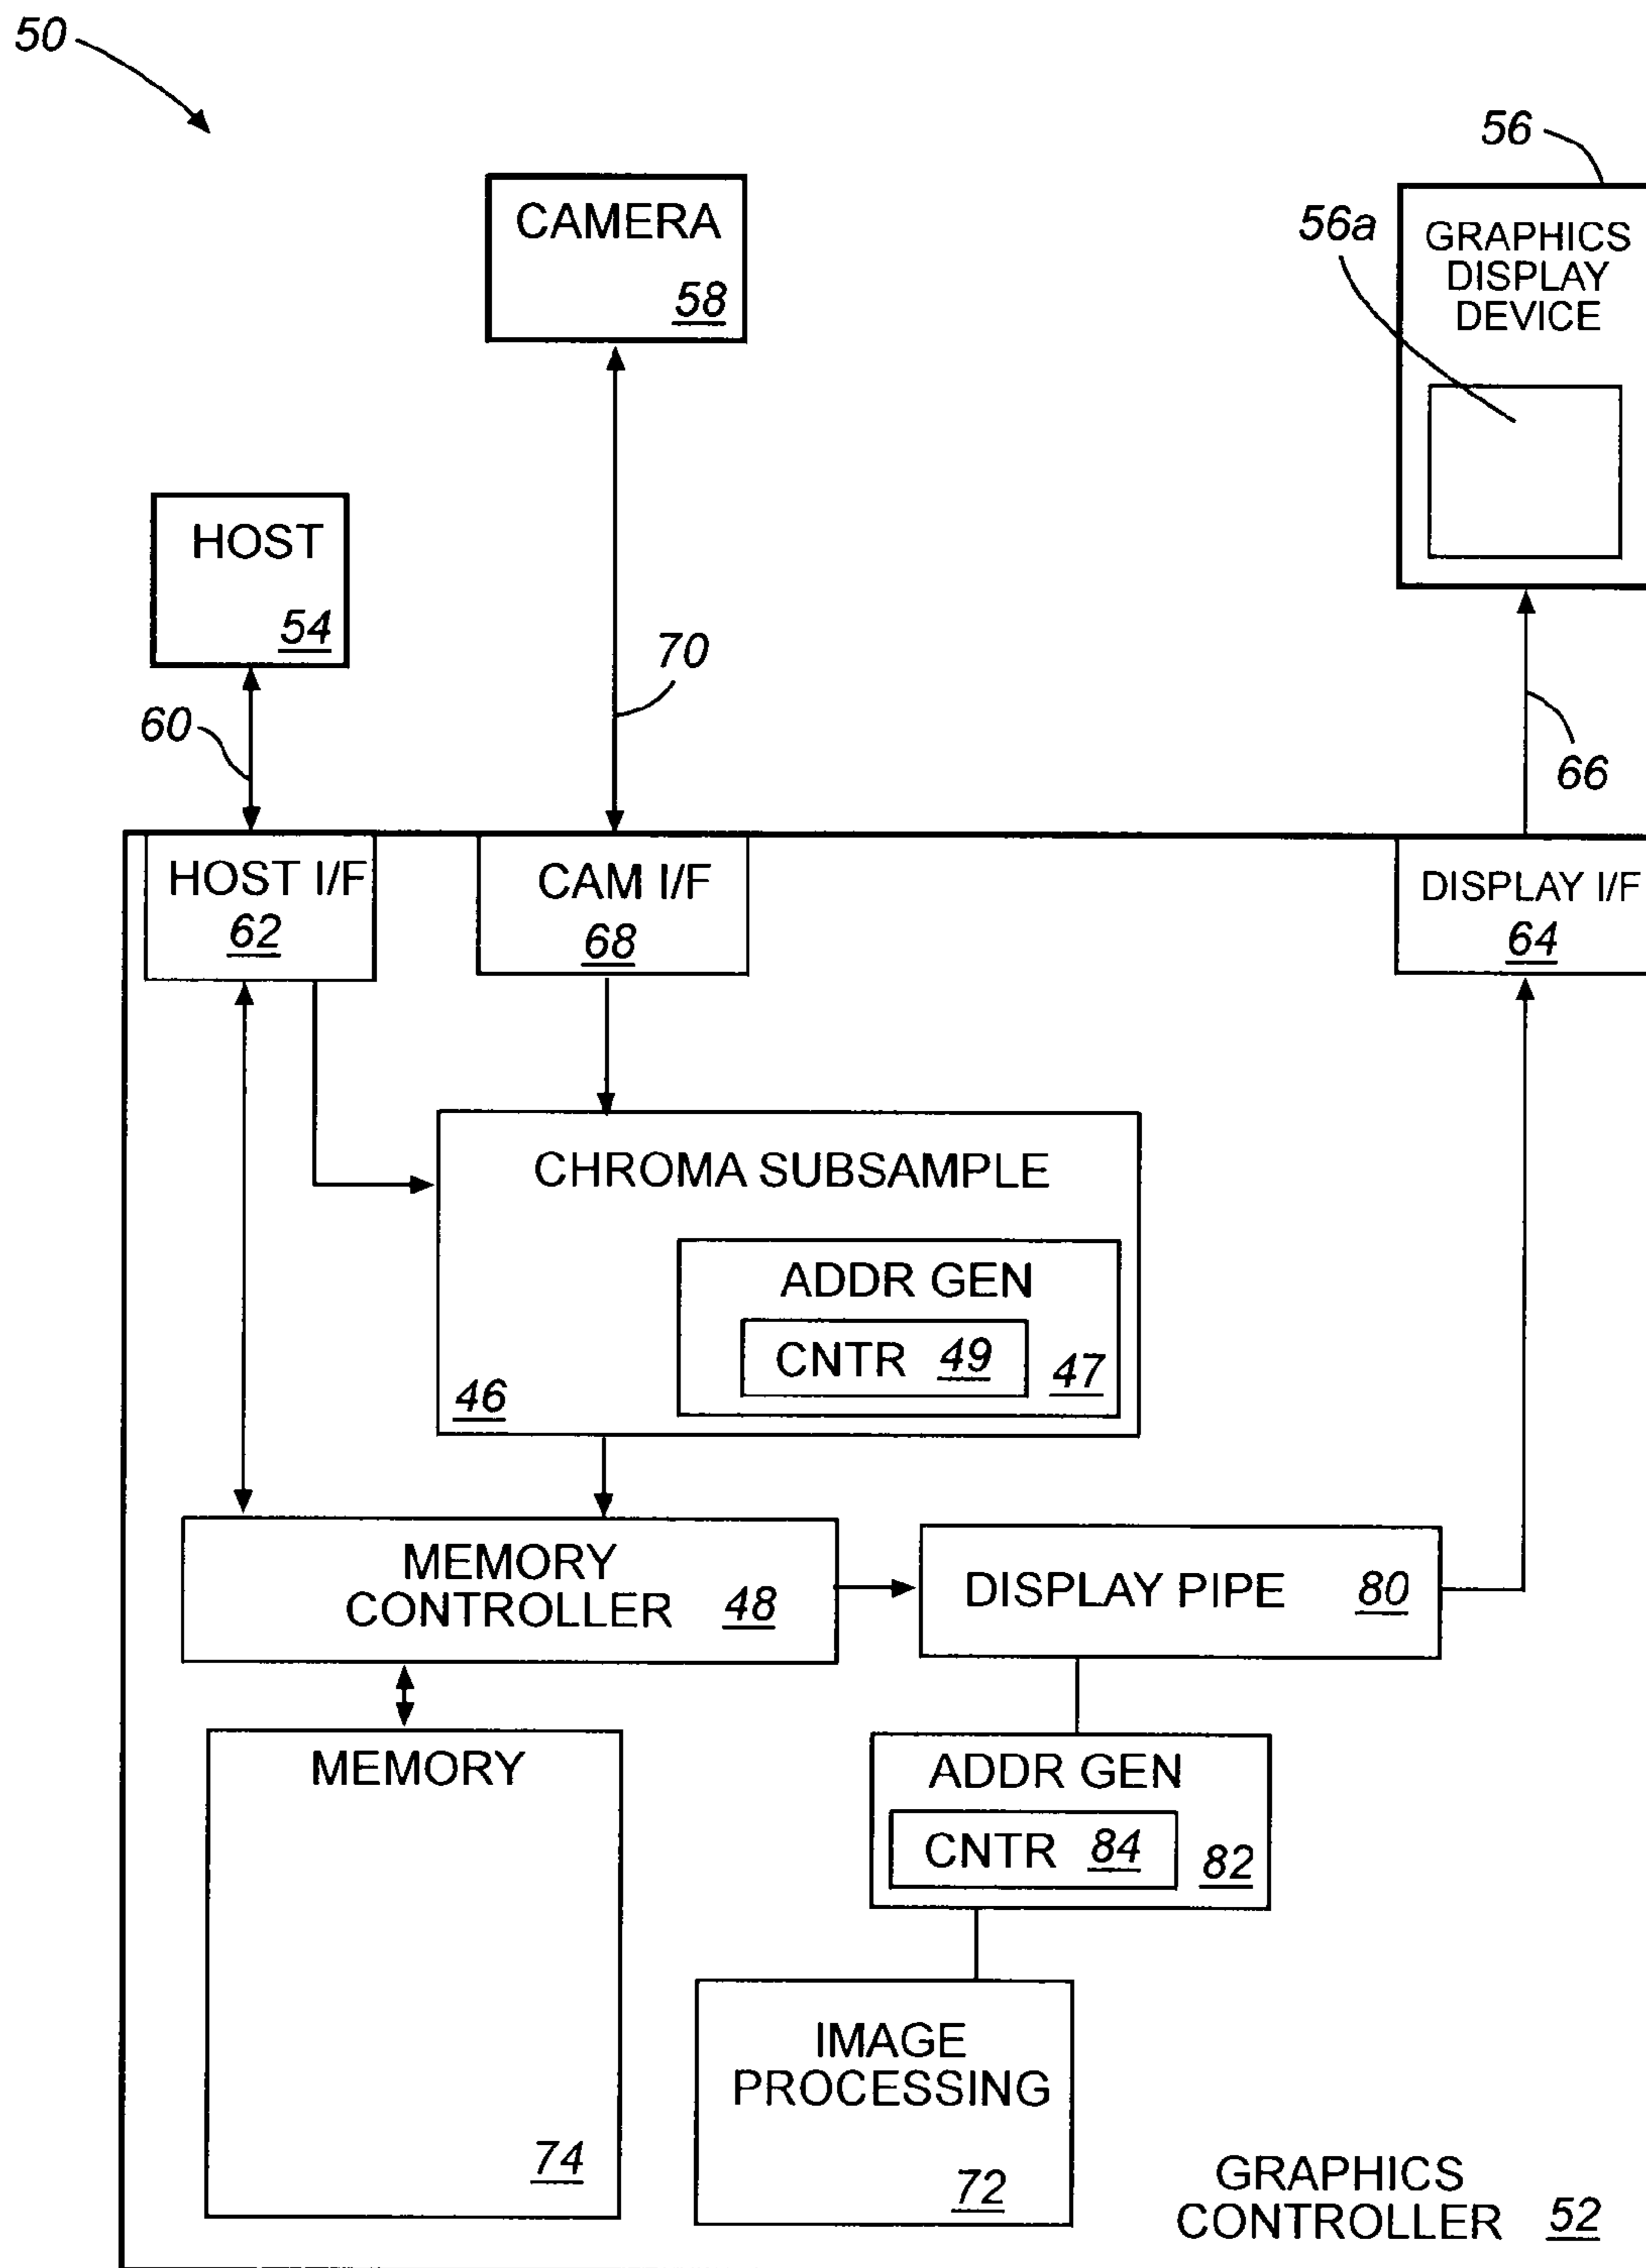 50
56
CAMERA
58
56a
GRAPHICS
DISPLAY
DEVICE
HOST
54
70
60
66
HOST I/F
62
CAM I/F
68
DISPLAY I/F
64
CHROMA SUBSAMPLE
ADDR GEN
CNTR 49
47
46
MEMORY
CONTROLLER 48
DISPLAY PIPE 80
MEMORY
74
ADDR GEN
CNTR 84
82
IMAGE
PROCESSING
72
GRAPHICS
CONTROLLER 52